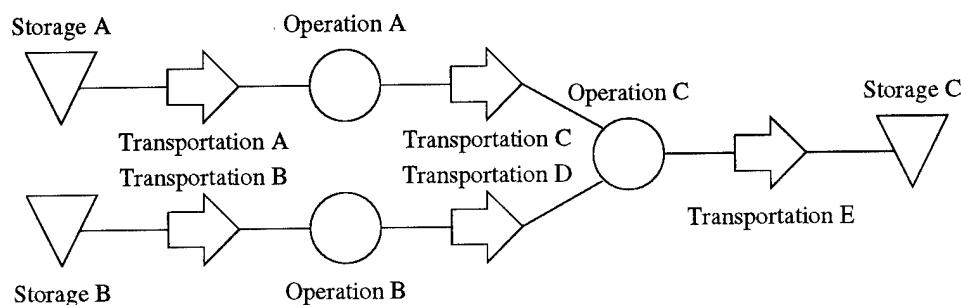 Storage A
Operation A
Operation C
Storage C
Transportation A
Transportation C
Transportation B
Transportation D
Transportation E
Storage B
Operation B